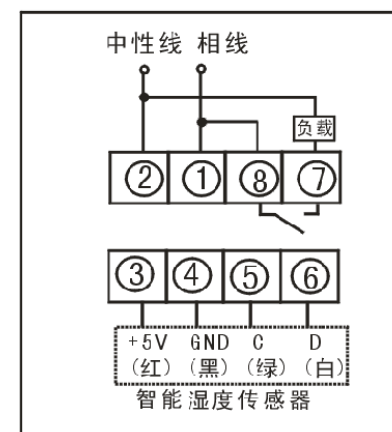 中性线 相线
负载
② ① ⑧ ⑦
③ ④ ⑤ ⑥
+5V GND C D
(红) (黑) (绿) (白)
智能湿度传感器